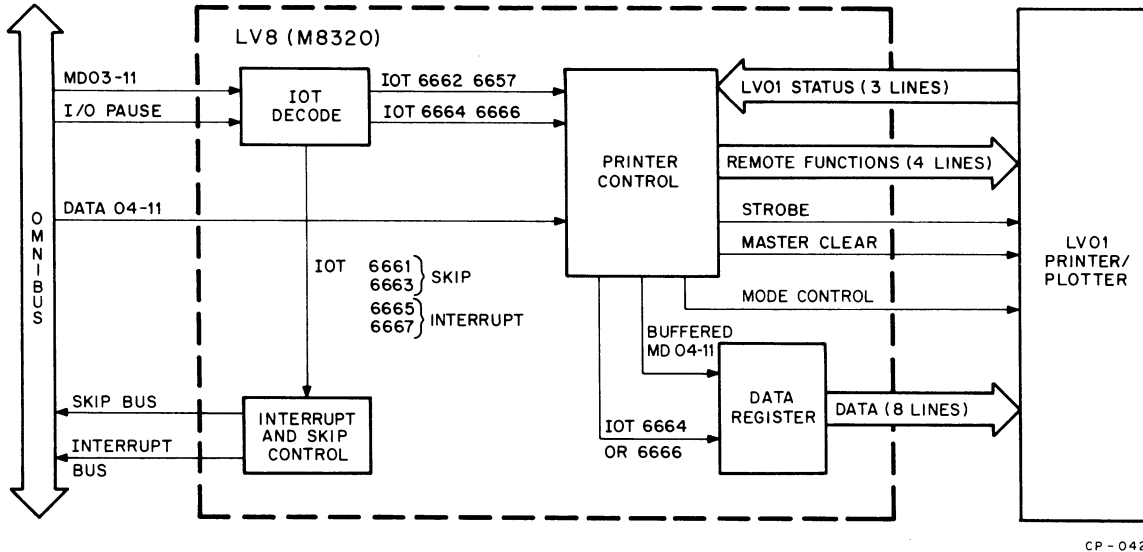 LV8 (M8320)
MD03-11
I/O PAUSE
IOT
DECODE
IOT 6662 6657
IOT 6664 6666
LV01 STATUS (3 LINES)
PRINTER
CONTROL
REMOTE FUNCTIONS (4 LINES)
DATA 04-11
STROBE
MASTER CLEAR
OMNIBUS
LV01
PRINTER/
PLOTTER
IOT 6661
6663
SKIP
6665
6667
INTERRUPT
MODE CONTROL
BUFFERED
MD 04-11
SKIP BUS
INTERRUPT
BUS
INTERRUPT
AND SKIP
CONTROL
IOT 6664
OR 6666
DATA
REGISTER
DATA (8 LINES)
CP-042